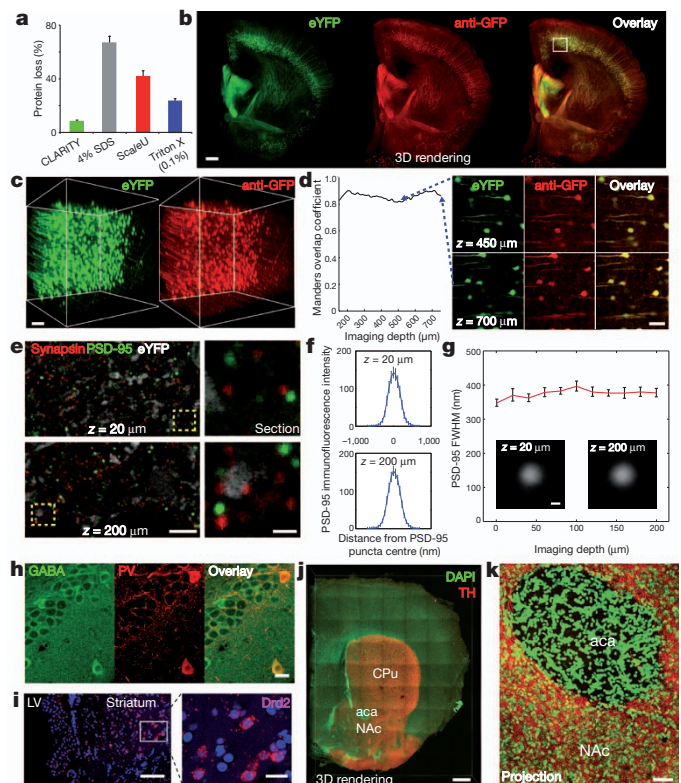 a
Protein loss (%)
80
40
0
CLARITY
4% SDS
ScaleU
Triton X
(0.1%)
b
eYFP
anti-GFP
Overlay
3D rendering
c
eYFP
anti-GFP
d
Manders overlap coefficient
1.0
0.8
0.6
0.4
0.2
0
200
300
400
500
600
700
Imaging depth (μm)
eYFP
anti-GFP
Overlay
z = 450 μm
z = 700 μm
e
Synapsin PSD-95 eYFP
z = 20 μm
Section
z = 200 μm
f
PSD-95 immunofluorescence intensity
200
z = 20 μm
100
0
-1,000
0
1,000
200
z = 200 μm
100
0
Distance from PSD-95
puncta centre (nm)
g
PSD-95 FWHM
(nm)
500
400
300
200
100
0
z = 20 μm
z = 200 μm
0
50
100
150
200
Imaging depth (μm)
h
GABA
PV
Overlay
i
LV
Striatum
Drd2
j
DAPI
TH
CPu
aca
NAc
3D rendering
k
aca
NAc
Projection